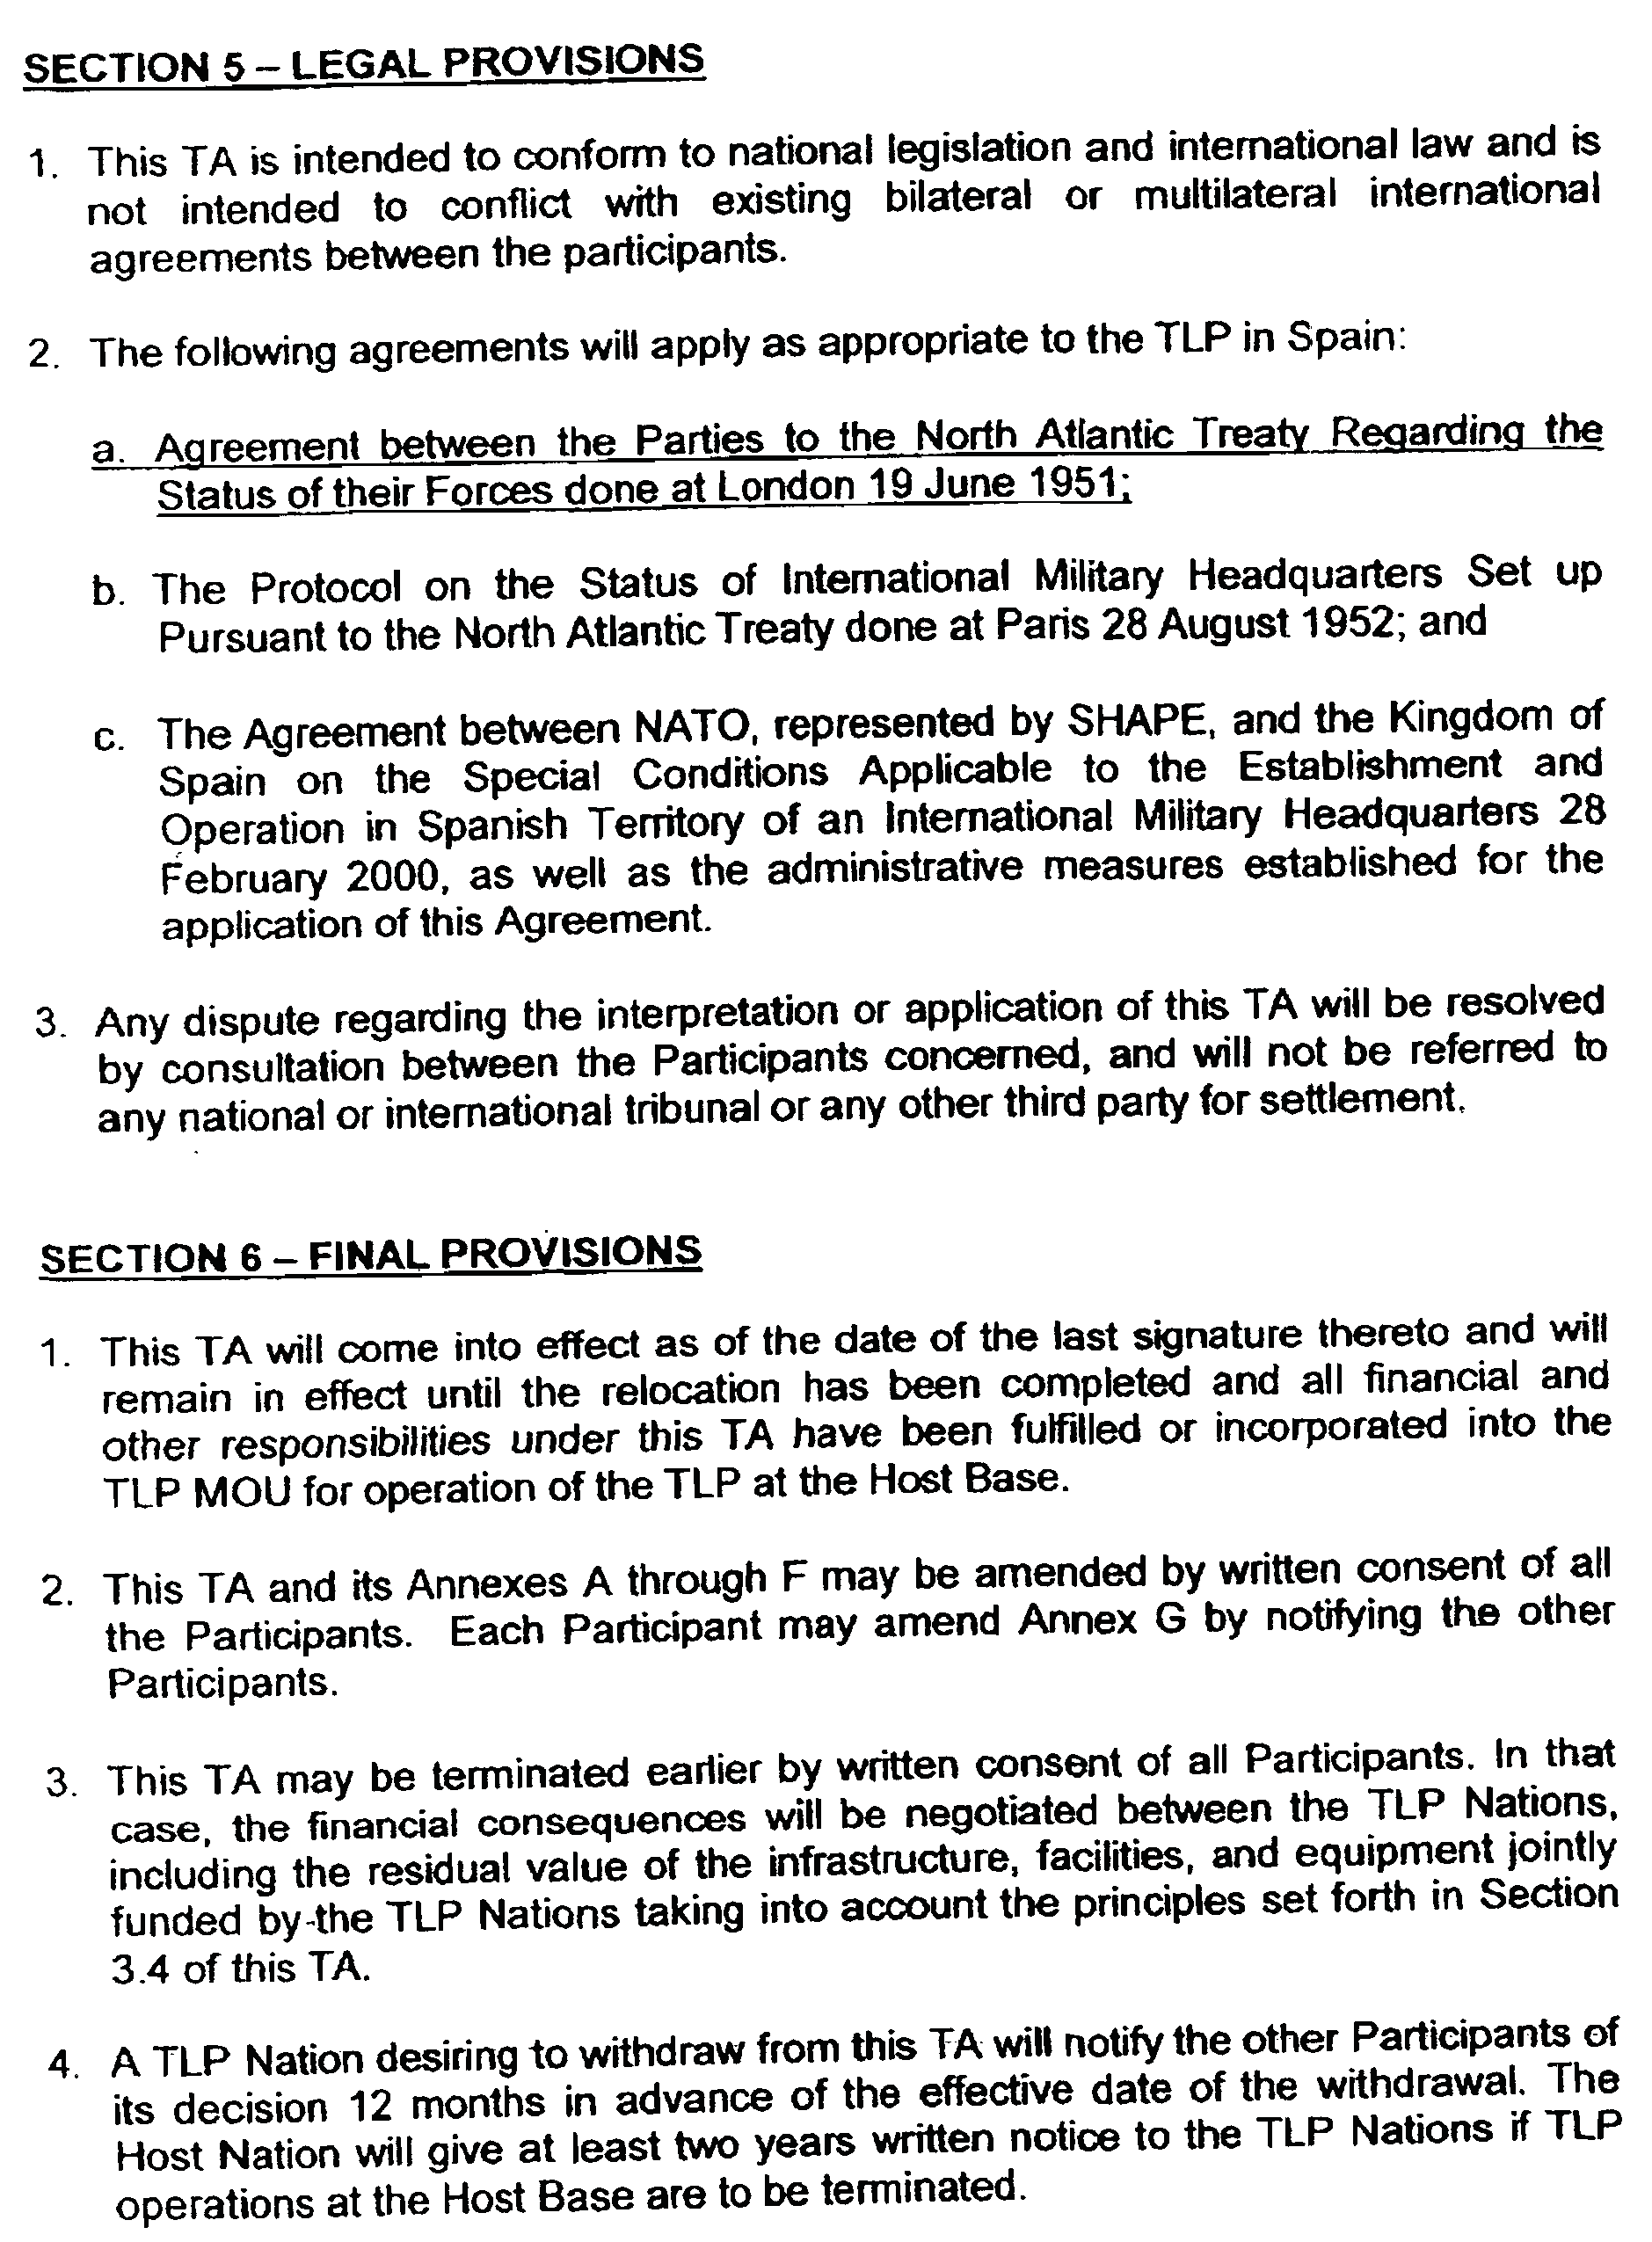 SECTION 5 – LEGAL PROVISIONS
1. This TA is intended to conform to national legislation and international law and is
not intended to conflict with existing bilateral or multilateral international
agreements between the participants.
2. The following agreements will apply as appropriate to the TLP in Spain:
a. Agreement between the Parties to the North Atlantic Treaty Regarding the
Status of their Forces done at London 19 June 1951;
b. The Protocol on the Status of International Military Headquarters Set up
Pursuant to the North Atlantic Treaty done at Paris 28 August 1952; and
c. The Agreement between NATO, represented by SHAPE, and the Kingdom of
Spain on the Special Conditions Applicable to the Establishment and
Operation in Spanish Territory of an International Military Headquarters 28
February 2000, as well as the administrative measures established for the
application of this Agreement.
3. Any dispute regarding the interpretation or application of this TA will be resolved
by consultation between the Participants concerned, and will not be referred to
any national or international tribunal or any other third party for settlement.
SECTION 6 – FINAL PROVISIONS
1. This TA will come into effect as of the date of the last signature thereto and will
remain in effect until the relocation has been completed and all financial and
other responsibilities under this TA have been fulfilled or incorporated into the
TLP MOU for operation of the TLP at the Host Base.
2. This TA and its Annexes A through F may be amended by written consent of all
the Participants. Each Participant may amend Annex G by notifying the other
Participants.
3. This TA may be terminated earlier by written consent of all Participants. In that
case, the financial consequences will be negotiated between the TLP Nations,
including the residual value of the infrastructure, facilities, and equipment jointly
funded by-the TLP Nations taking into account the principles set forth in Section
3.4 of this TA.
4. A TLP Nation desiring to withdraw from this TA will notify the other Participants of
its decision 12 months in advance of the effective date of the withdrawal. The
Host Nation will give at least two years written notice to the TLP Nations if TLP
operations at the Host Base are to be terminated.